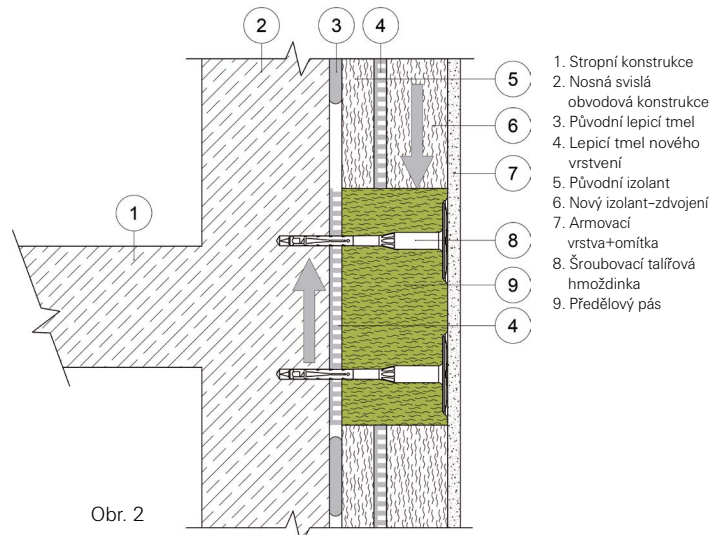 2
3
4
5
6
7
1
8
9
4
Obr. 2
1. Stropní konstrukce
2. Nosná svislá
obvodová konstrukce
3. Původní lepicí tmel
4. Lepicí tmel nového
vrstvení
5. Původní izolant
6. Nový izolant–zdvojení
7. Armovací
vrstva+omítka
8. Šroubovací talířová
hmoždinka
9. Předělový pás